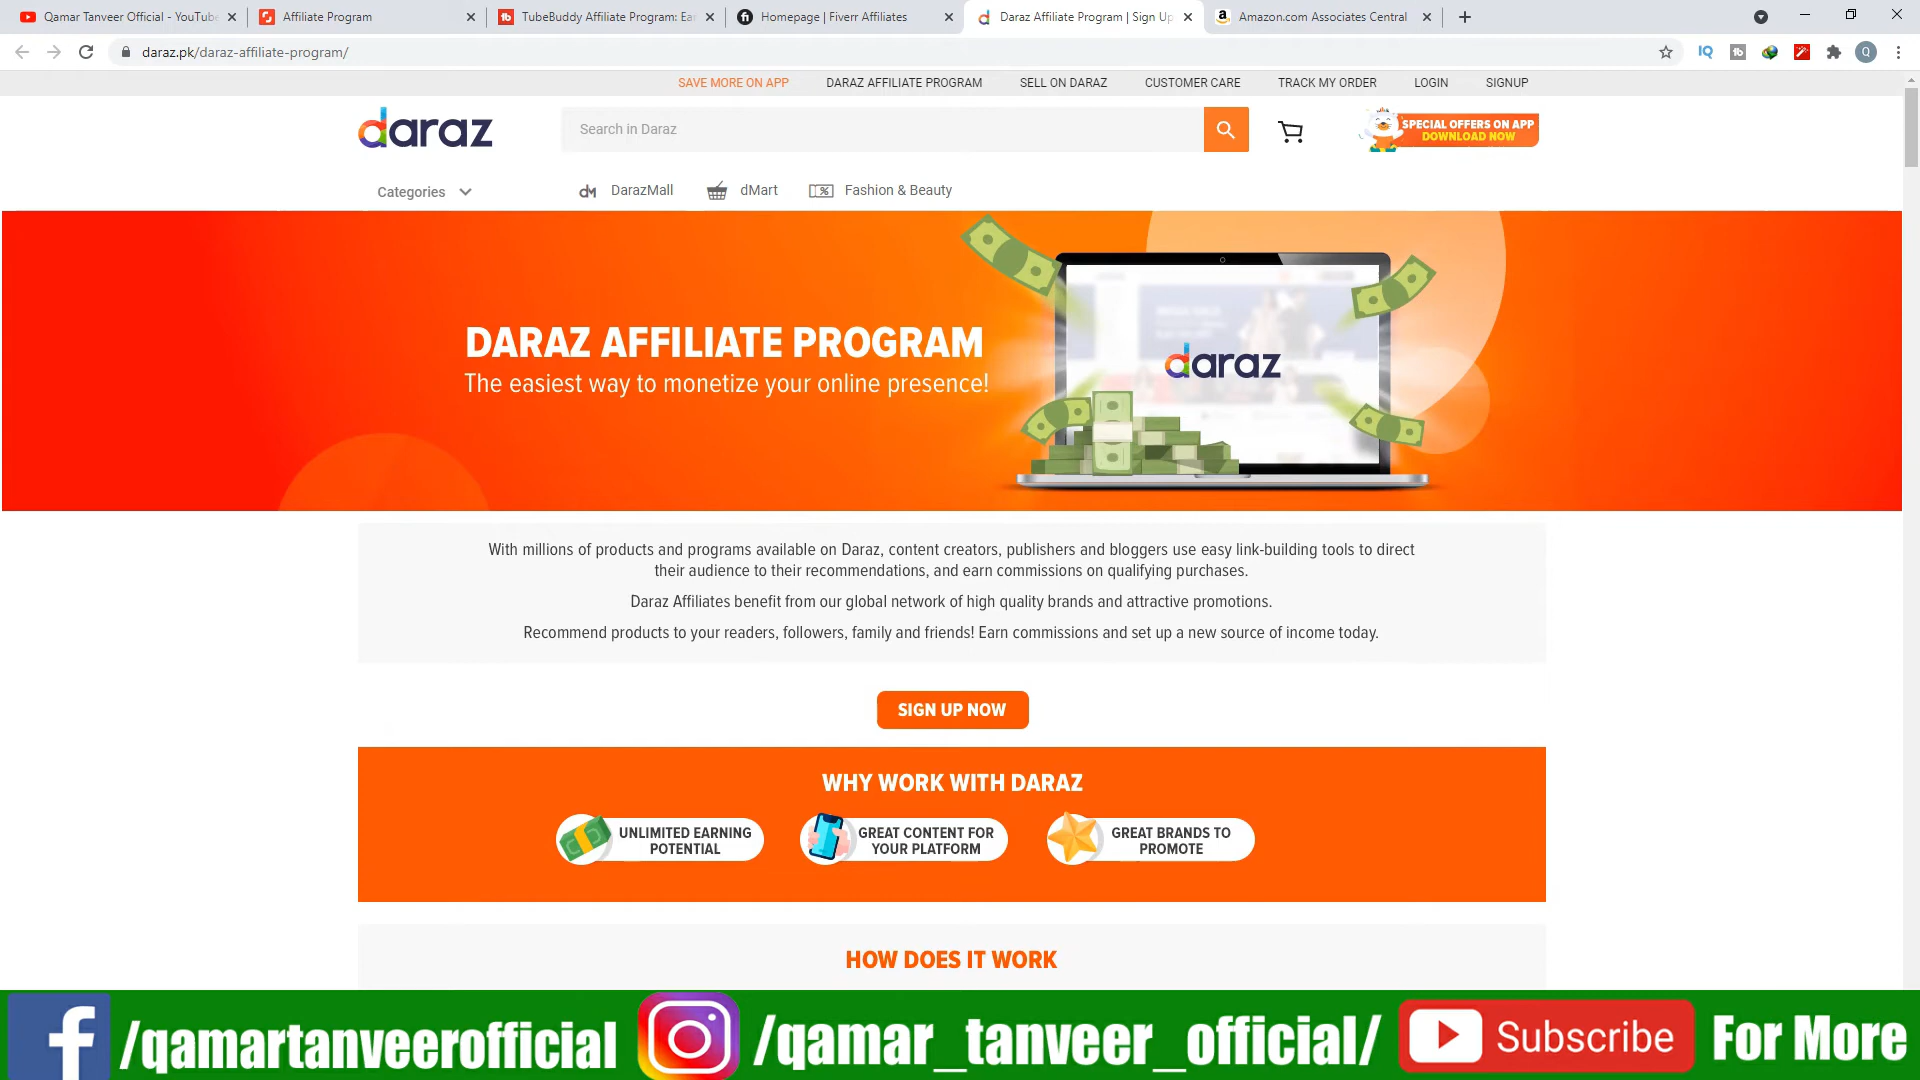 Qamar Tanveer Official - YouTube
Affiliate Program
TubeBuddy Affiliate Program: Ear
Homepage | Fiverr Affiliates
Daraz Affiliate Program | Sign Up
Amazon.com Associates Central
daraz.pk/daraz-affiliate-program/
IQ
Q
SAVE MORE ON APP
DARAZ AFFILIATE PROGRAM
SELL ON DARAZ
CUSTOMER CARE
TRACK MY ORDER
LOGIN
SIGNUP
daraz
Search in Daraz
SPECIAL OFFERS ON APP
DOWNLOAD NOW
Categories
DarazMall
dMart
Fashion & Beauty
DARAZ AFFILIATE PROGRAM
The easiest way to monetize your online presence!
daraz
With millions of products and programs available on Daraz, content creators, publishers and bloggers use easy link-building tools to direct
their audience to their recommendations, and earn commissions on qualifying purchases.
Daraz Affiliates benefit from our global network of high quality brands and attractive promotions.
Recommend products to your readers, followers, family and friends! Earn commissions and set up a new source of income today.
SIGN UP NOW
WHY WORK WITH DARAZ
UNLIMITED EARNING
POTENTIAL
GREAT CONTENT FOR
YOUR PLATFORM
GREAT BRANDS TO
PROMOTE
HOW DOES IT WORK
/qamartanveerofficial
/qamar_tanveer_official/
Subscribe
For More